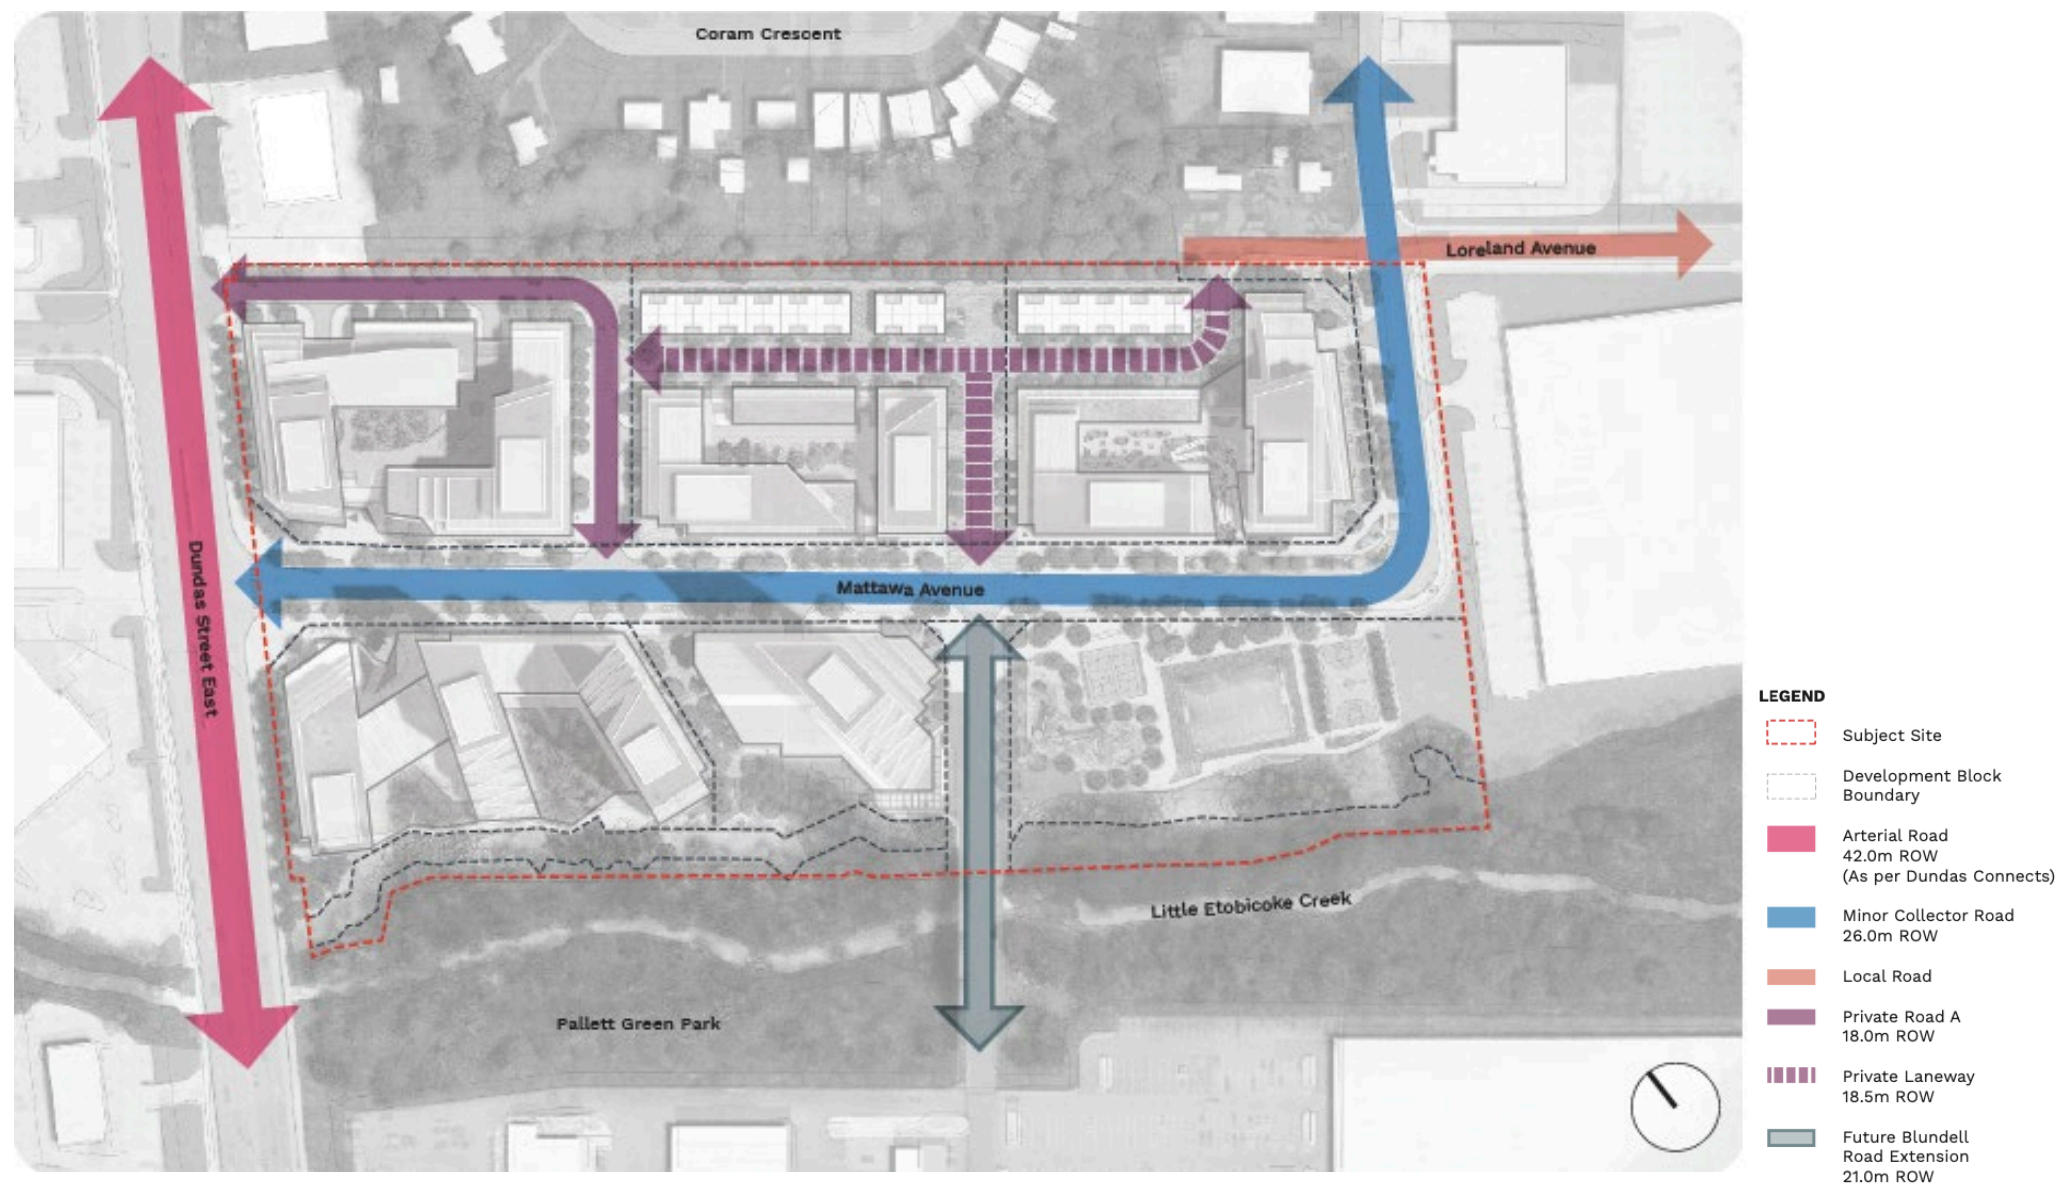 Coram Crescent
Loreland Avenue
Mattawa Avenue
Dundas Street East
Little Etobicoke Creek
Pallett Green Park
LEGEND
Subject Site
Development Block
Boundary
Arterial Road
42.0m ROW
(As per Dundas Connects)
Minor Collector Road
26.0m ROW
Local Road
Private Road A
18.0m ROW
Private Laneway
18.5m ROW
Future Blundell
Road Extension
21.0m ROW